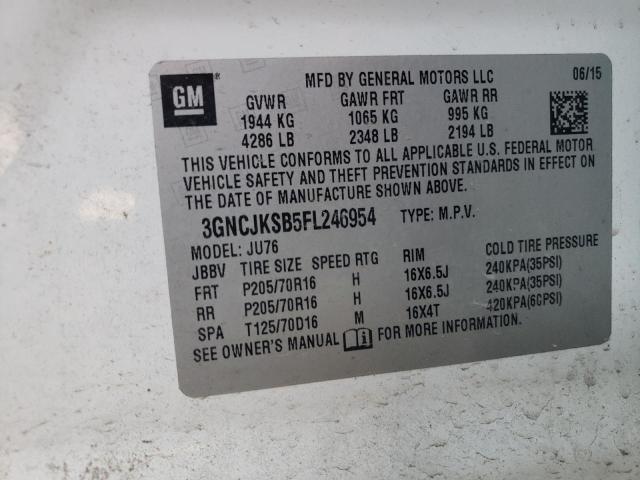 GM
MFD BY GENERAL MOTORS LLC 06/15
GVWR GAWR FRT GAWR RR
1944 KG 1065 KG 995 KG
4286 LB 2348 LB 2194 LB
THIS VEHICLE CONFORMS TO ALL APPLICABLE U.S. FEDERAL MOTOR
VEHICLE SAFETY AND THEFT PREVENTION STANDARDS IN EFFECT ON
THE DATE OF MANUFACTURE SHOWN ABOVE.
3GNCJKSB5FL246954 TYPE: M.P.V.
MODEL: JU76
JBBV TIRE SIZE SPEED RTG RIM COLD TIRE PRESSURE
FRT P205/70R16 H 16X6.5J 240KPA(35PSI)
RR P205/70R16 H 16X6.5J 240KPA(35PSI)
SPA T125/70D16 M 16X4T 420KPA(60PSI)
SEE OWNER'S MANUAL FOR MORE INFORMATION.